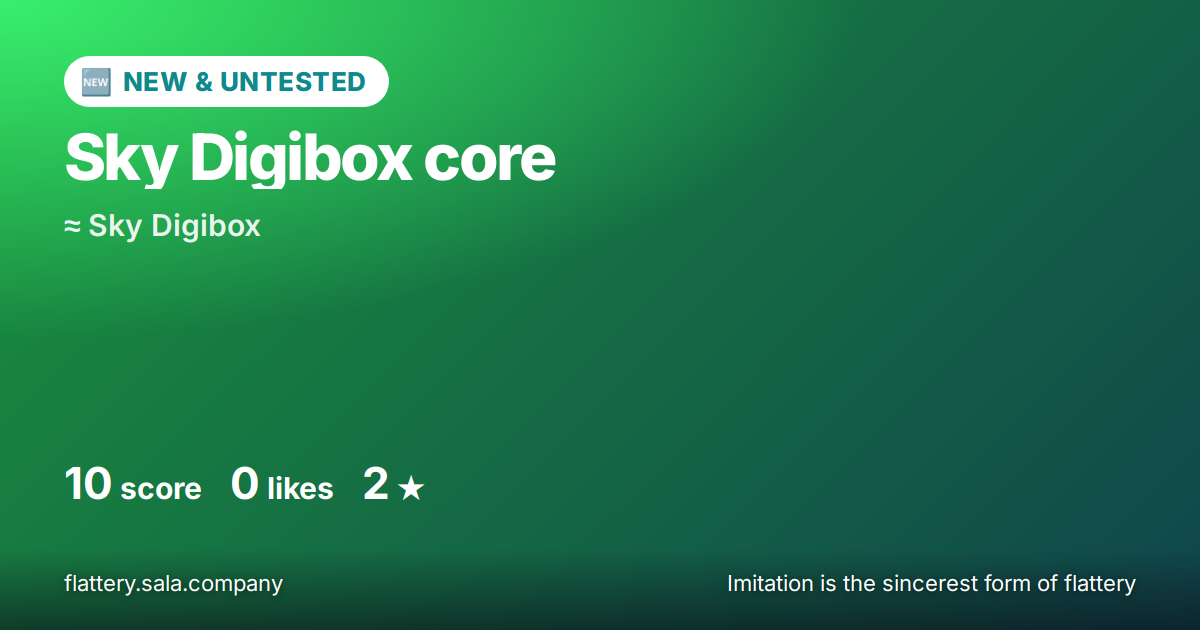 🆕 NEW & UNTESTED
Sky Digibox core
≈ Sky Digibox
10 score 0 likes 2 ★
flattery.sala.company
Imitation is the sincerest form of flattery